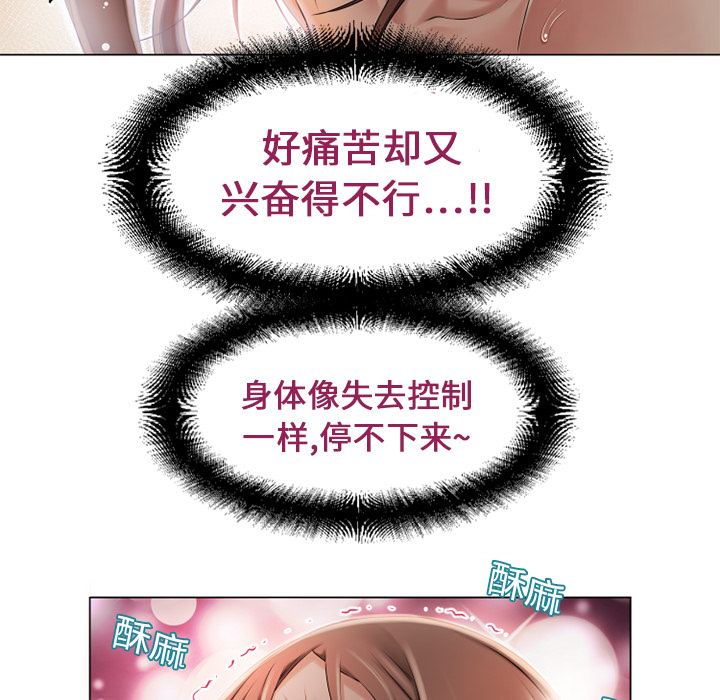 好痛苦却又
兴奋得不行...!!
身体像失去控制
一样,停不下来~
酥麻
酥麻